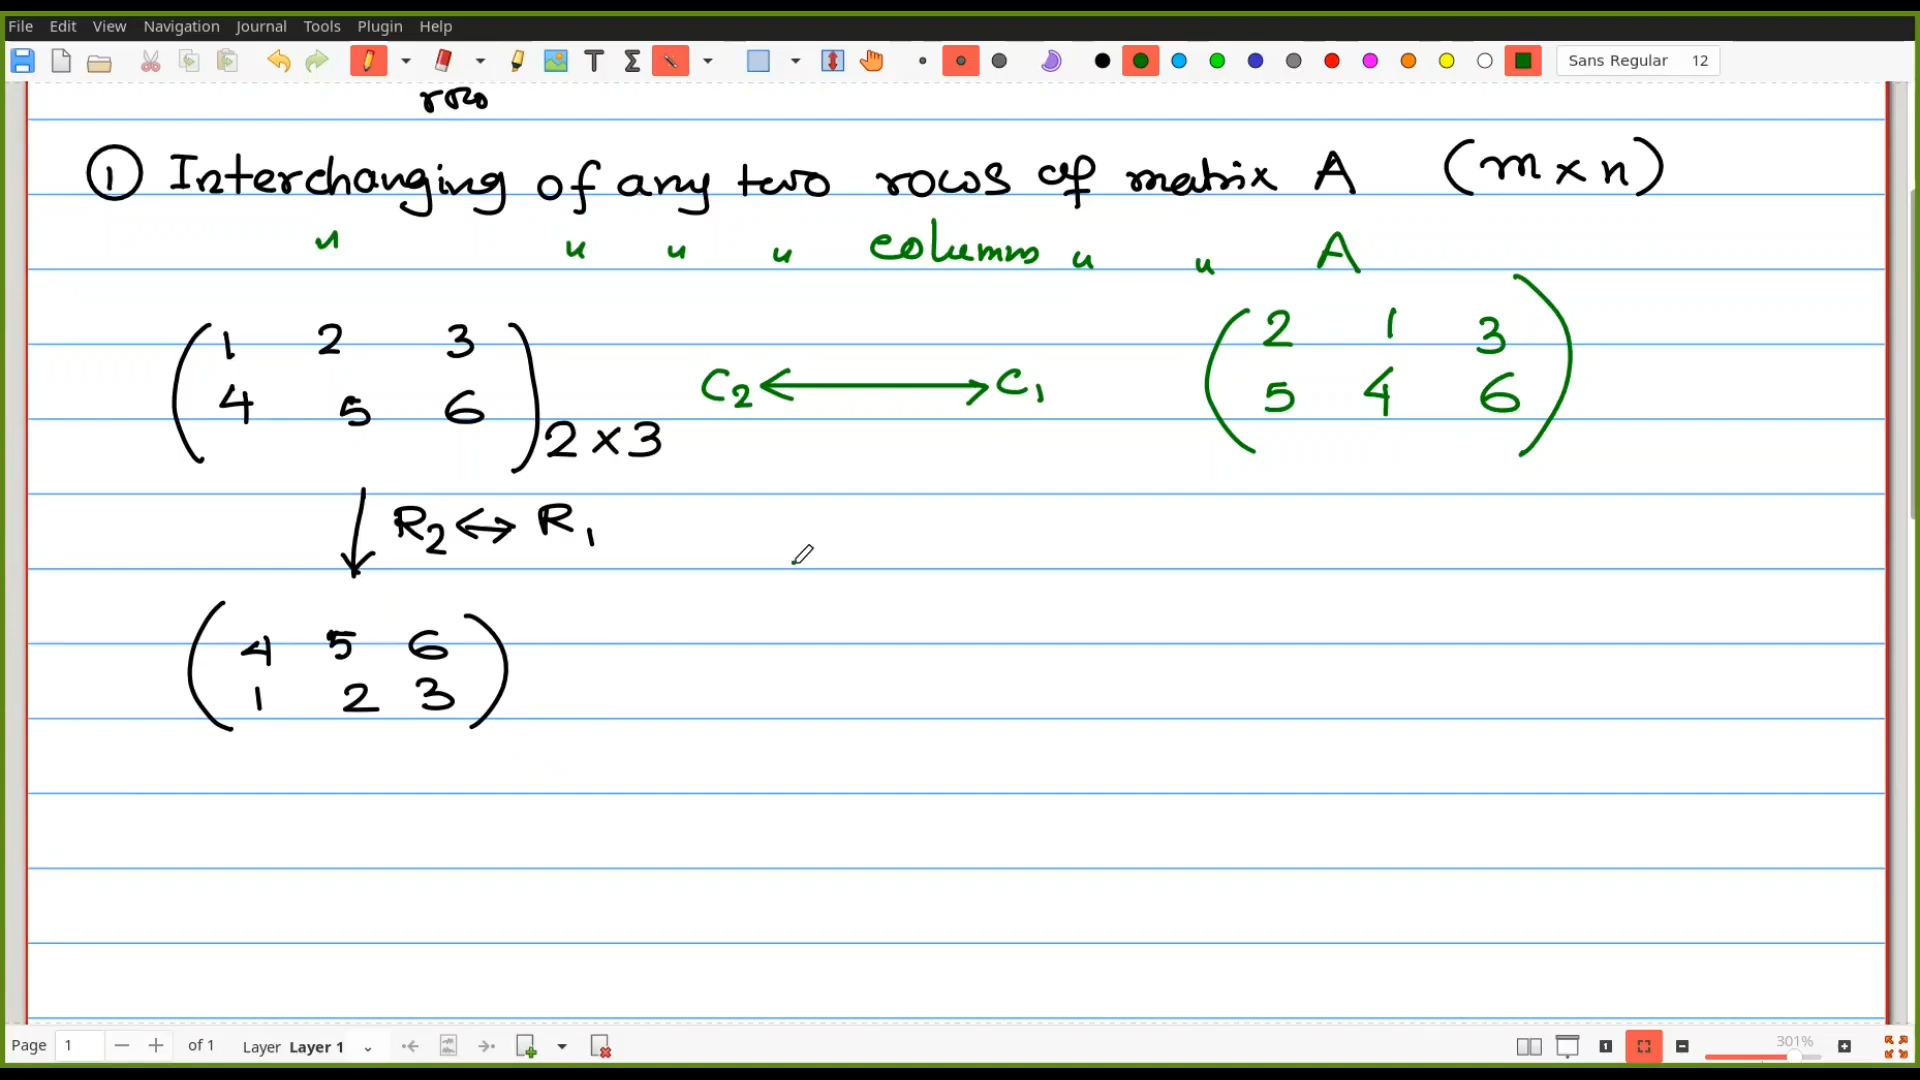 File Edit View Navigation Journal Tools Plugin Help
Sans Regular 12
row
① Interchanging of any two rows of matrix A (m × n)
" " " " columns " " A
( 1 2 3
4 5 6 ) 2 × 3
C2 ⟷ C1
( 2 1 3
5 4 6 )
↓ R2 ↔ R1
( 4 5 6
1 2 3 )
Page 1 of 1 Layer Layer 1 301%